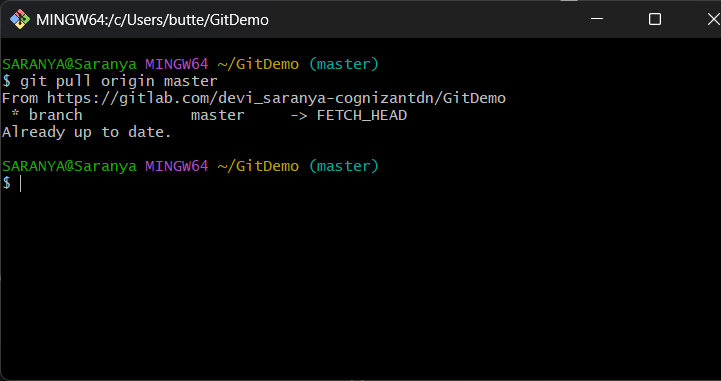 MINGW64:/c/Users/butte/GitDemo
SARANYA@Saranya MINGW64 ~/GitDemo (master)
$ git pull origin master
From https://gitlab.com/devi_saranya-cognizantdn/GitDemo
 * branch            master     -> FETCH_HEAD
Already up to date.
SARANYA@Saranya MINGW64 ~/GitDemo (master)
$